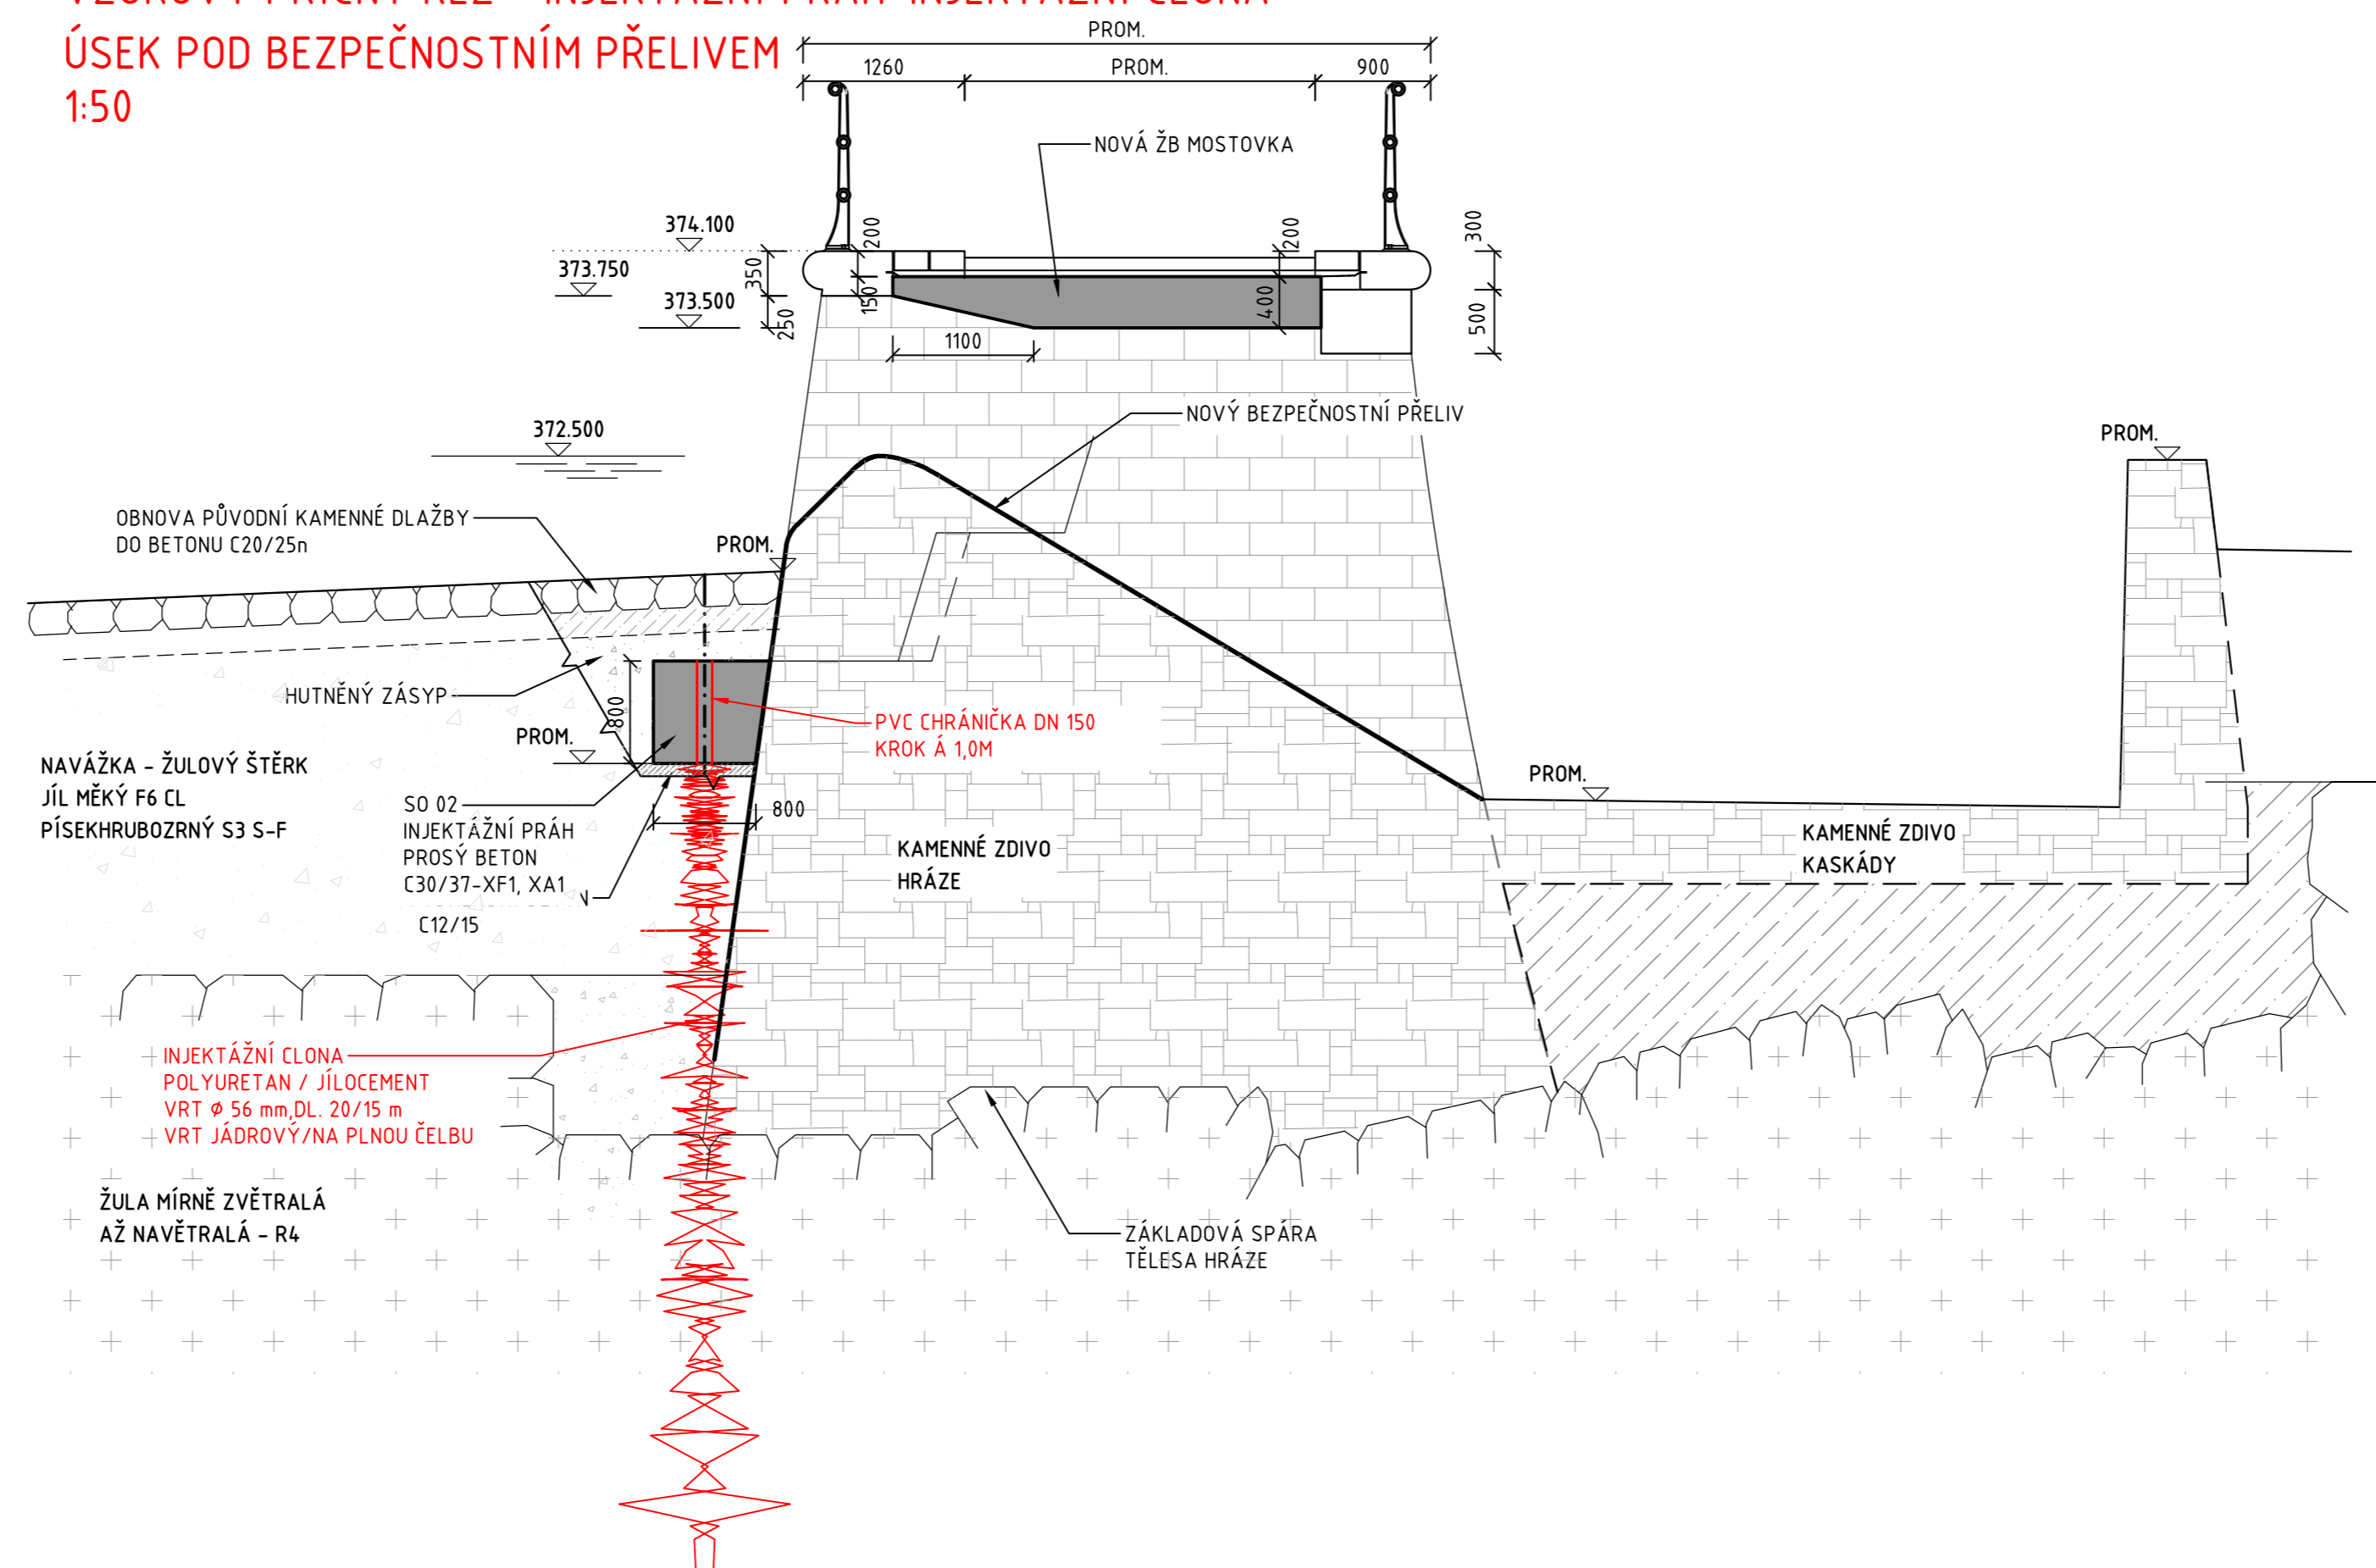 ÚSEK POD BEZPEČNOSTNÍM PŘELIVEM
1:50
PROM.
1260
PROM.
900
NOVÁ ŽB MOSTOVKA
374.100
373.750
373.500
350
250
200
150
200
400
300
500
1100
372.500
NOVÝ BEZPEČNOSTNÍ PŘELIV
PROM.
OBNOVA PŮVODNÍ KAMENNÉ DLAŽBY
DO BETONU C20/25n
PROM.
HUTNĚNÝ ZÁSYP
800
PROM.
PVC CHRÁNIČKA DN 150
KROK Á 1,0M
NAVÁŽKA - ŽULOVÝ ŠTĚRK
JÍL MĚKÝ F6 CL
PÍSEKHRUBOZRNÝ S3 S-F
SO 02
INJEKTÁŽNÍ PRÁH
PROSÝ BETON
C30/37-XF1, XA1
C12/15
800
KAMENNÉ ZDIVO
HRÁZE
PROM.
KAMENNÉ ZDIVO
KASKÁDY
INJEKTÁŽNÍ CLONA
POLYURETAN / JÍLOCEMENT
VRT ϕ 56 mm,DL. 20/15 m
VRT JÁDROVÝ/NA PLNOU ČELBU
ŽULA MÍRNĚ ZVĚTRALÁ
AŽ NAVĚTRALÁ - R4
ZÁKLADOVÁ SPÁRA
TĚLESA HRÁZE